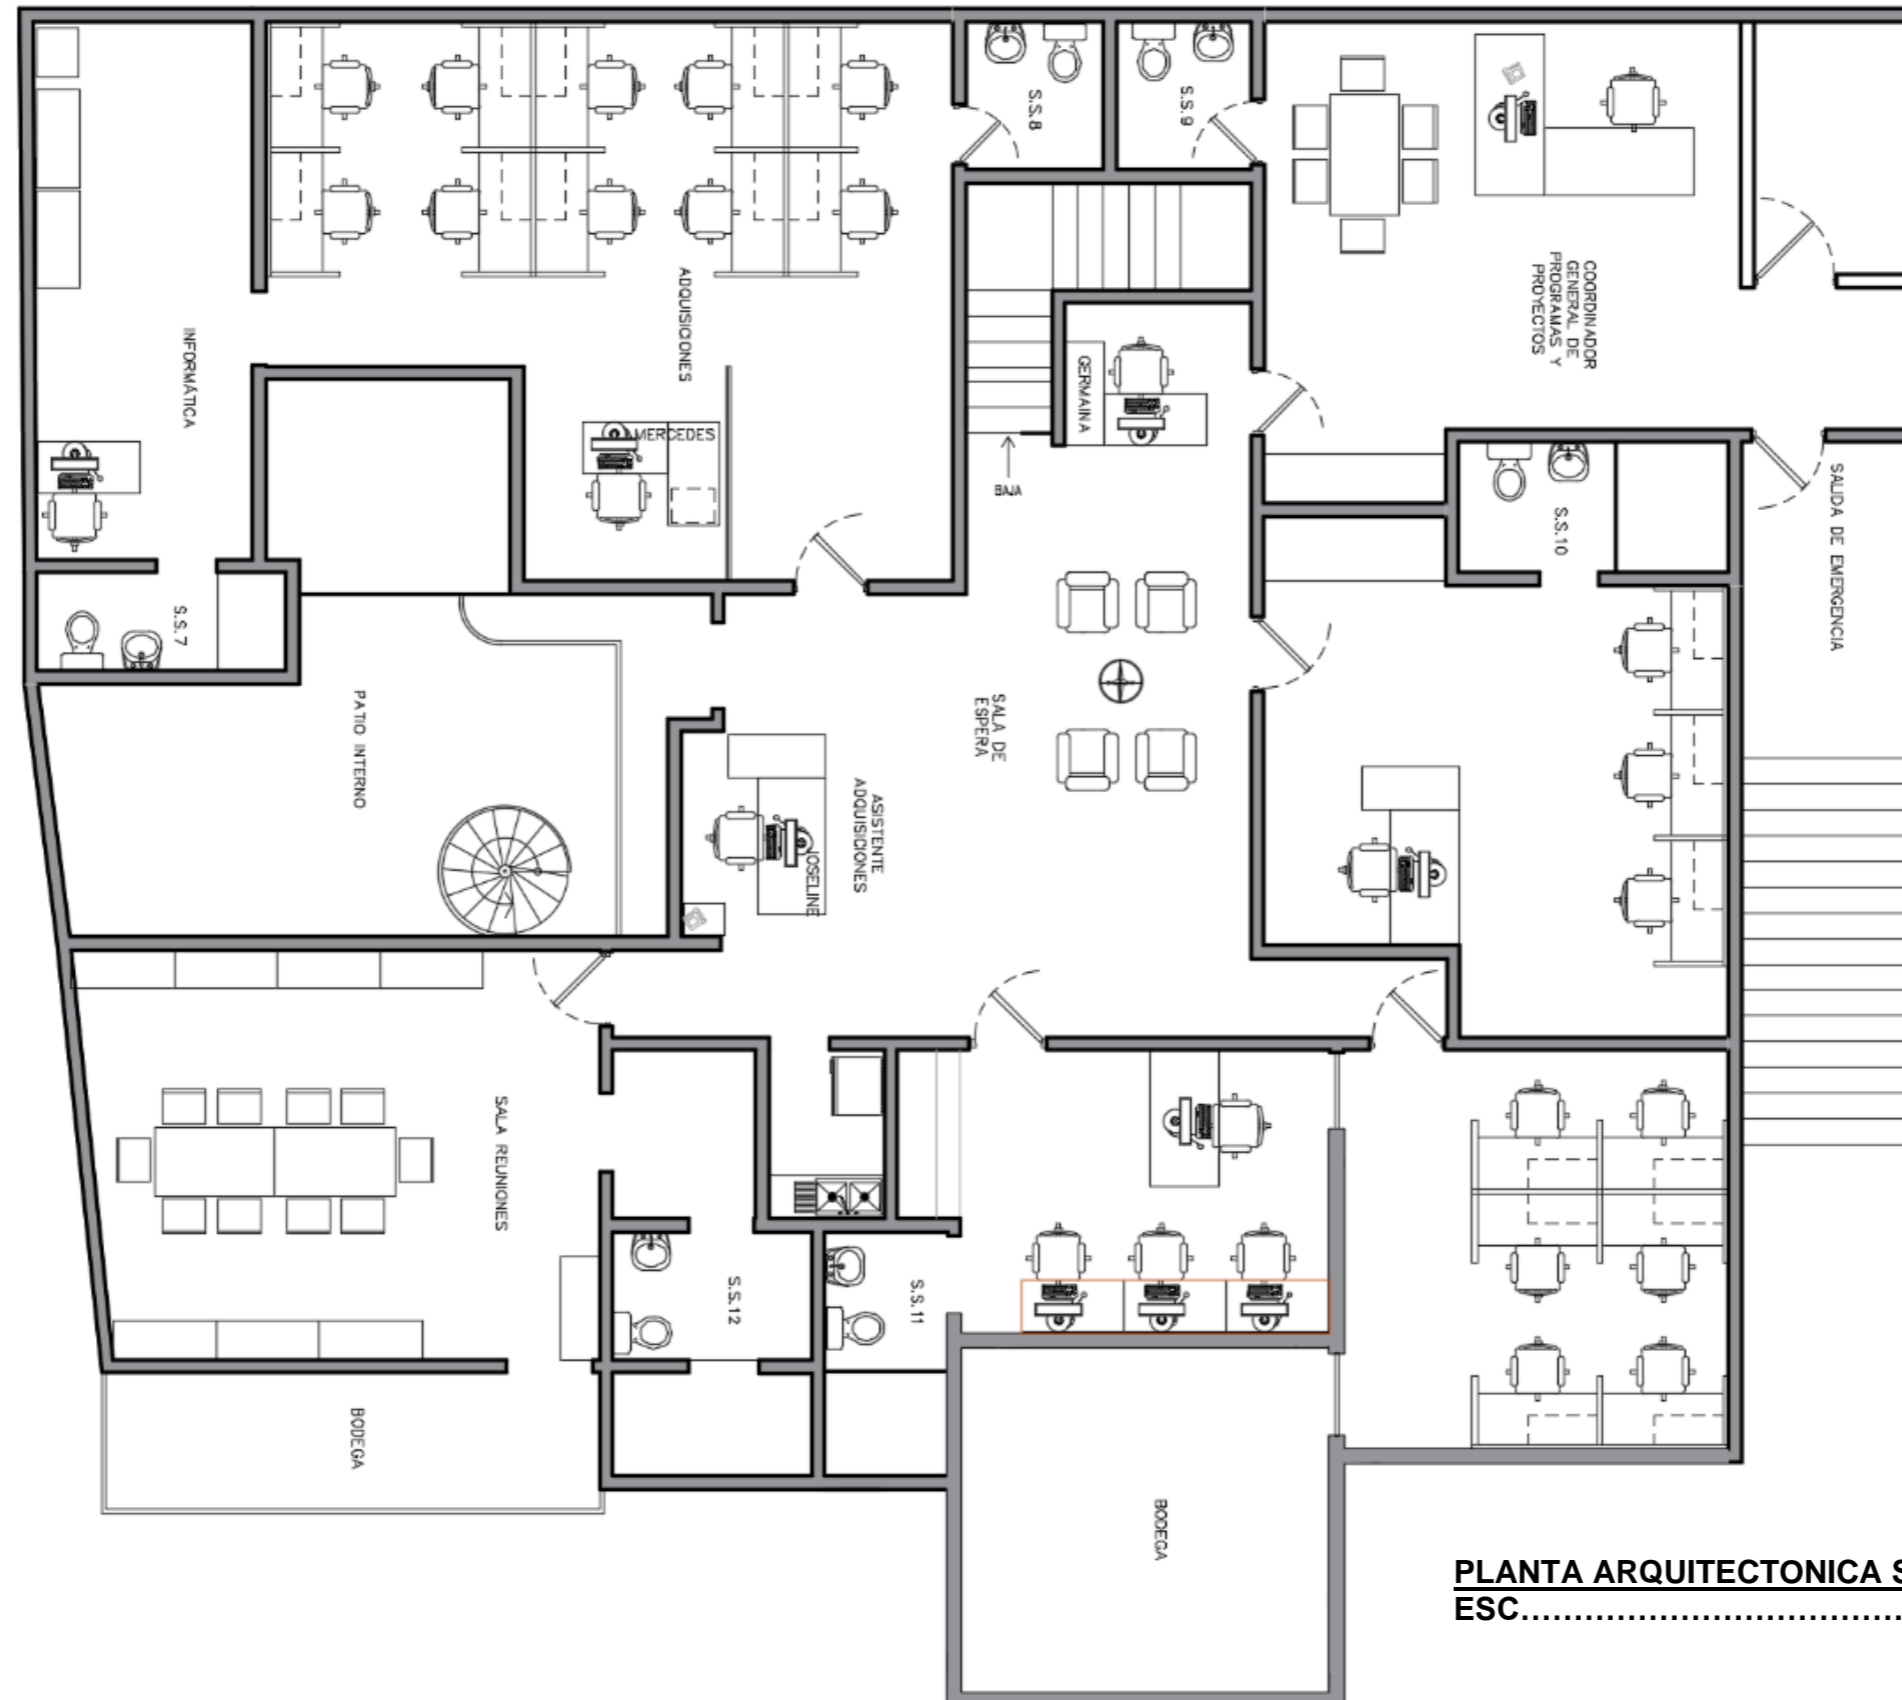 S.S.8
S.S.9
COORDINADOR
GENERAL DE
PROGRAMAS Y
PROYECTOS
ADQUISICIONES
INFORMÁTICA
GERMAINA
MERCEDES
BAJA
S.S.10
SALIDA DE EMERGENCIA
S.S.7
PATIO INTERNO
SALA DE
ESPERA
ASISTENTE
ADQUISICIONES
JOSELINE
SALA REUNIONES
S.S.12
S.S.11
BODEGA
BODEGA
PLANTA ARQUITECTONICA S
ESC....................................